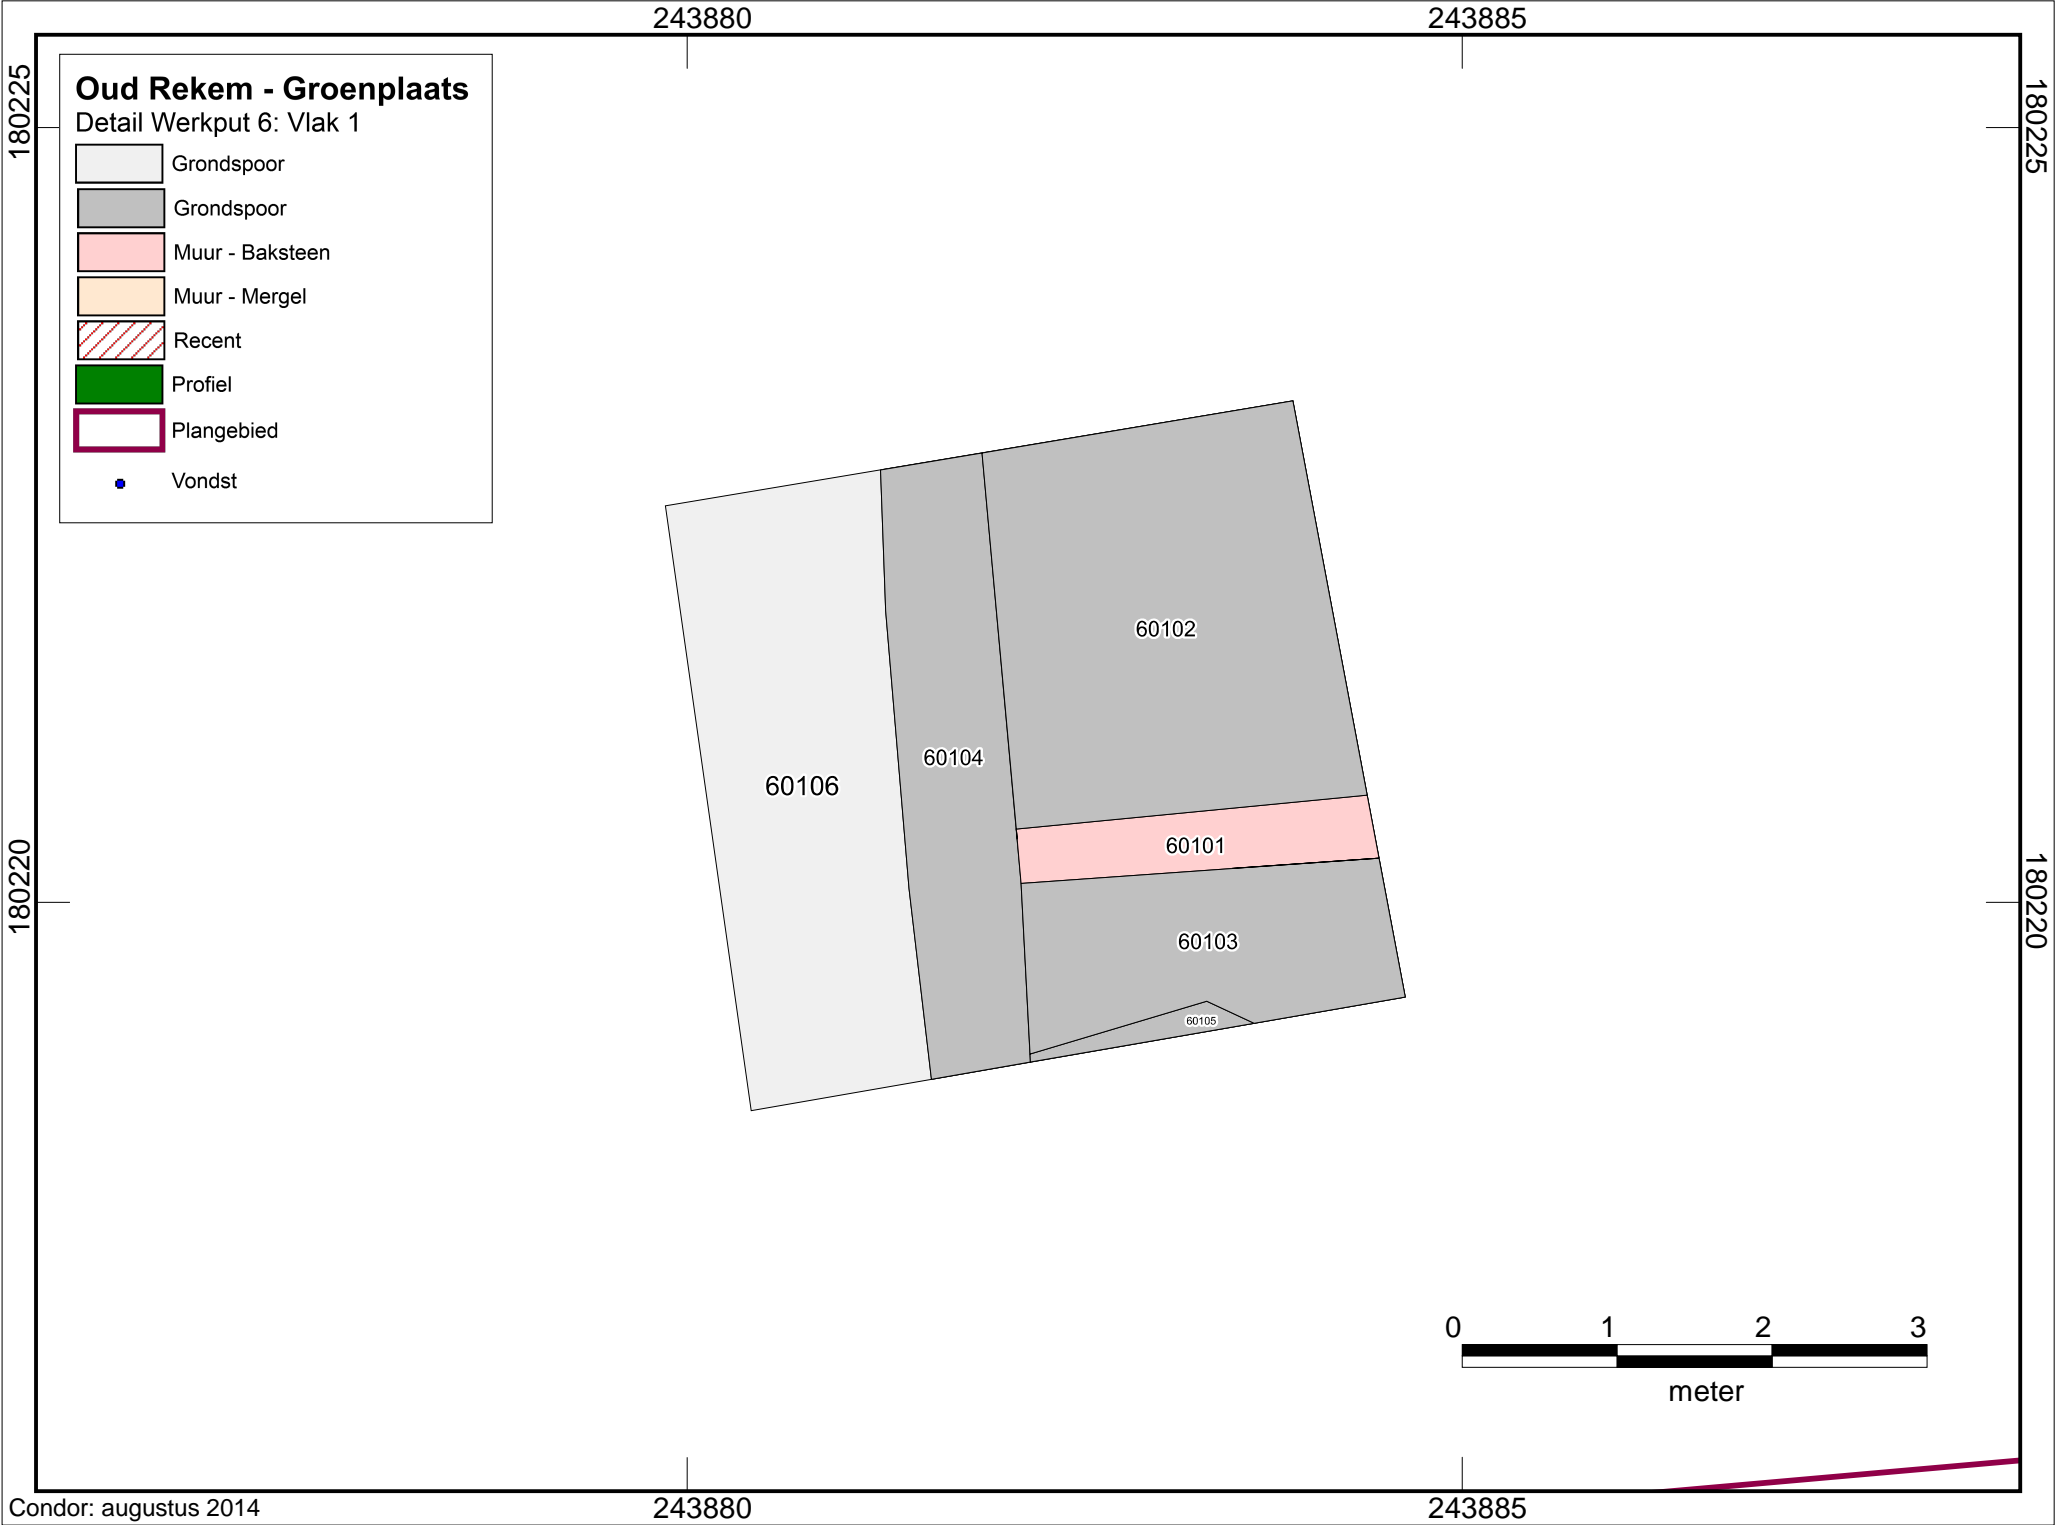 243880
243885
180225
180225
Oud Rekem - Groenplaats
Detail Werkput 6: Vlak 1
Grondspoor
Grondspoor
Muur - Baksteen
Muur - Mergel
Recent
Profiel
Plangebied
Vondst
60102
60104
60106
60101
60103
60105
180220
180220
0 1 2 3
meter
Condor: augustus 2014
243880
243885